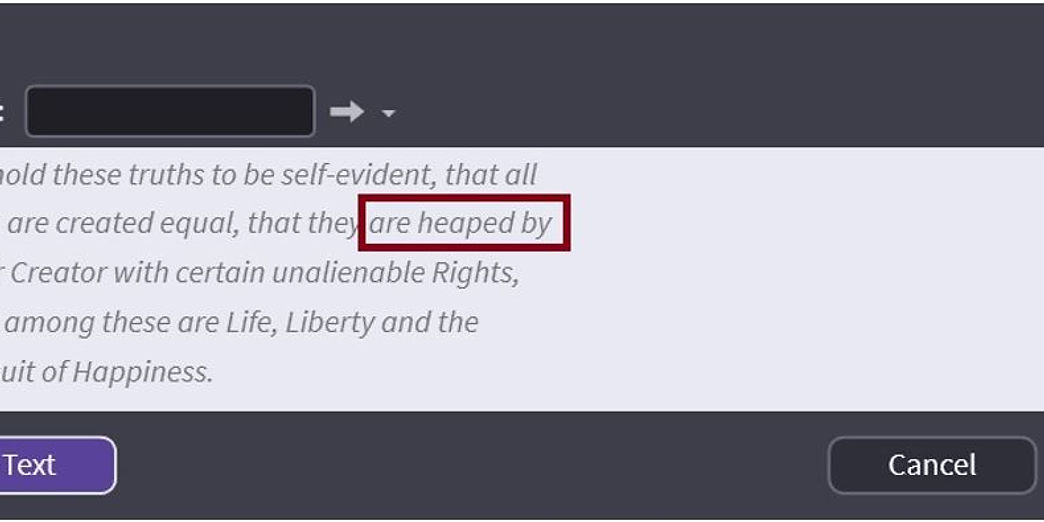 :
hold these truths to be self-evident, that all
are created equal, that they are heaped by
r Creator with certain unalienable Rights,
among these are Life, Liberty and the
uit of Happiness.
Text
Cancel